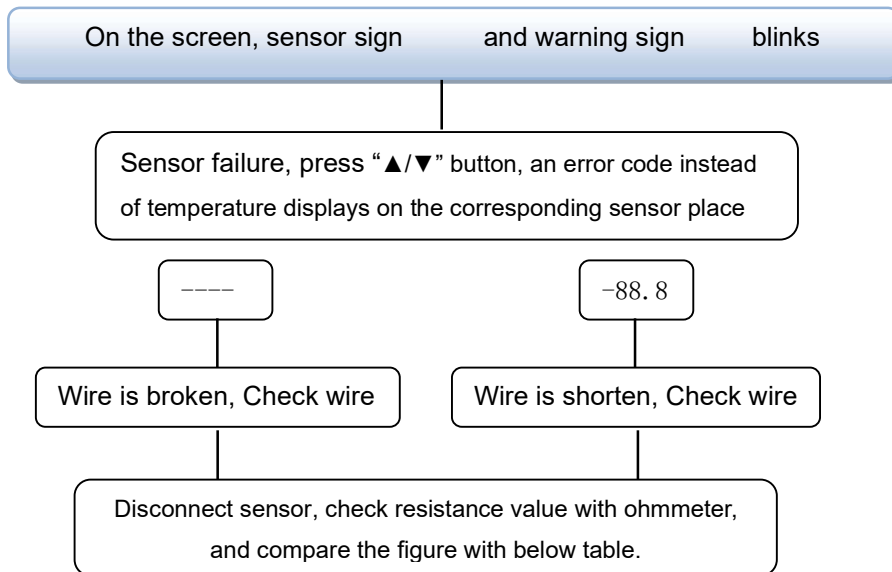 On the screen, sensor sign and warning sign blinks
Sensor failure, press “▲/▼” button, an error code instead
of temperature displays on the corresponding sensor place
---- -88.8
Wire is broken, Check wire Wire is shorten, Check wire
Disconnect sensor, check resistance value with ohmmeter,
and compare the figure with below table.